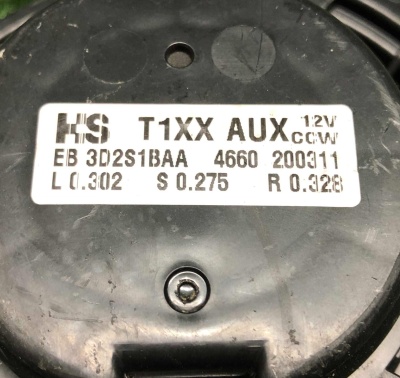 HS T1XX AUX 12V CCW
EB 3D2S1BAA 4660 200311
L 0.302 S 0.275 R 0.328